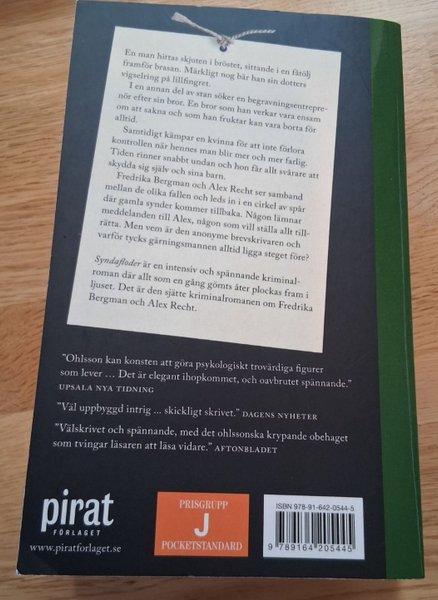 En man hittas skjuten i bröstet, sittande i en fåtölj
framför brasan. Märkligt nog bär han sin dotters
vigselring på lillfingret.
I en annan del av stan söker en begravningsentrepre-
nör efter sin bror. En bror som han verkar vara ensam
om att sakna och som han fruktar kan vara borta för
alltid.
Samtidigt kämpar en kvinna för att inte förlora
kontrollen när hennes man blir mer och mer farlig.
Tiden rinner snabbt undan och hon får allt svårare att
skydda sig själv och sina barn.
Fredrika Bergman och Alex Recht ser samband
mellan de olika fallen och leds in i en cirkel av spår
där gamla synder kommer tillbaka. Någon lämnar
meddelanden till Alex, någon som vill ställa allt till-
rätta. Men vem är den anonyme brevskrivaren och
varför tycks gärningsmannen alltid ligga steget före?
Syndafloder är en intensiv och spännande kriminal-
roman där allt som en gång gömts åter plockas fram i
ljuset. Det är den sjätte kriminalromanen om Fredrika
Bergman och Alex Recht.
"Ohlsson kan konsten att göra psykologiskt trovärdiga figurer
som lever ... Det är elegant ihopkommet, och oavbrutet spännande."
UPSALA NYA TIDNING
"Väl uppbyggd intrig ... skickligt skrivet." DAGENS NYHETER
"Välskrivet och spännande, med det ohlssonska krypande obehaget
som tvingar läsaren att läsa vidare." AFTONBLADET
pirat
FÖRLAGET
www.piratforlaget.se
PRISGRUPP
J
POCKETSTANDARD
ISBN 978-91-642-0544-5
9789164205445